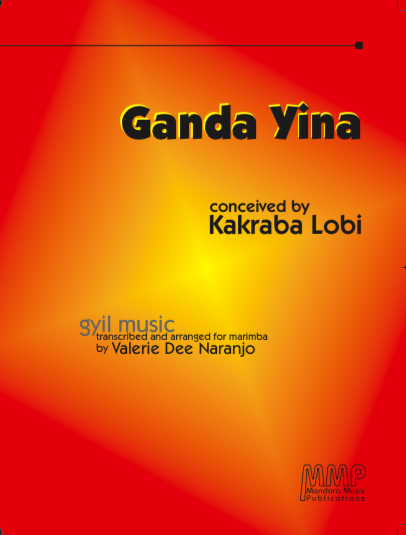 Ganda Yina
conceived by
Kakraba Lobi
gyil music
transcribed and arranged for marimba
by Valerie Dee Naranjo
MMP
Mandara Music
Publications